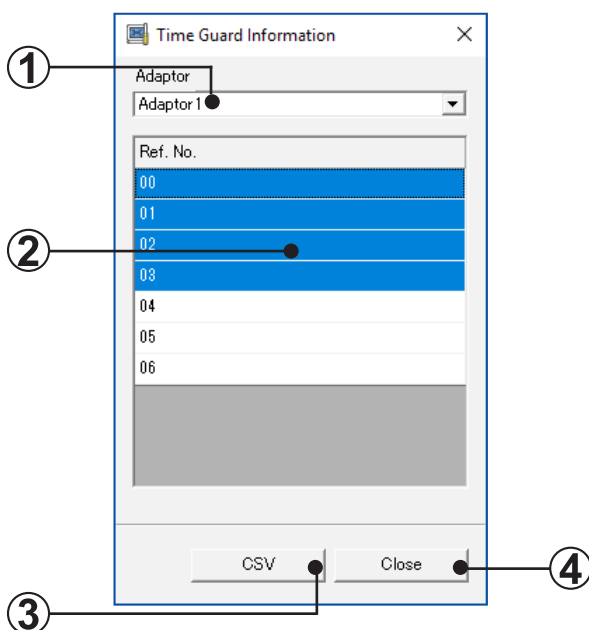 Time Guard Information
1
Adaptor
Adaptor1
Ref. No.
00
01
2
02
03
04
05
06
CSV
Close
4
3